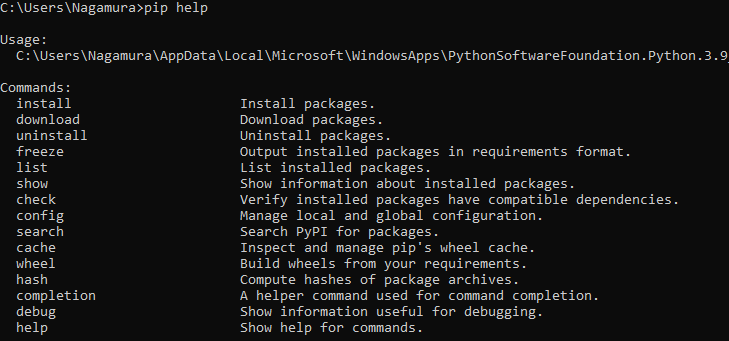 C:\Users\Nagamura>pip help
Usage:
C:\Users\Nagamura\AppData\Local\Microsoft\WindowsApps\PythonSoftwareFoundation.Python.3.9
Commands:
install Install packages.
download Download packages.
uninstall Uninstall packages.
freeze Output installed packages in requirements format.
list List installed packages.
show Show information about installed packages.
check Verify installed packages have compatible dependencies.
config Manage local and global configuration.
search Search PyPI for packages.
cache Inspect and manage pip's wheel cache.
wheel Build wheels from your requirements.
hash Compute hashes of package archives.
completion A helper command used for command completion.
debug Show information useful for debugging.
help Show help for commands.